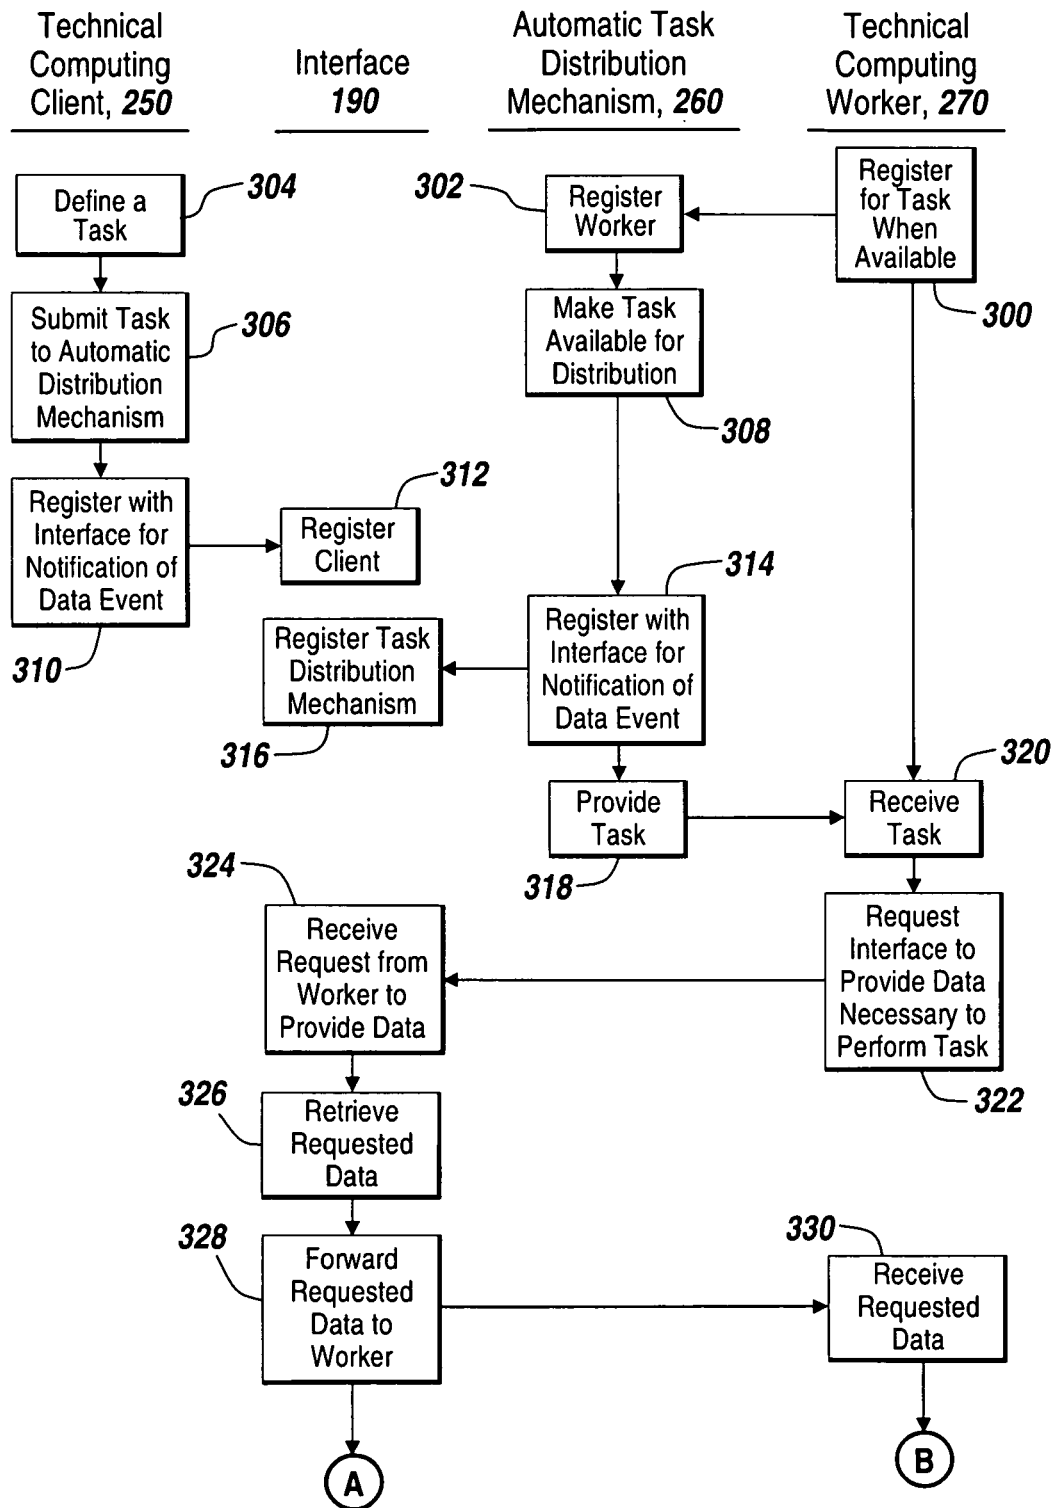 Technical
Computing
Client, 250
Interface
190
Automatic Task
Distribution
Mechanism, 260
Technical
Computing
Worker, 270
Define a
Task
304
302
Register
Worker
Register
for Task
When
Available
300
Submit Task
to Automatic
Distribution
Mechanism
306
Make Task
Available for
Distribution
308
Register with
Interface for
Notification of
Data Event
310
312
Register
Client
314
Register with
Interface for
Notification of
Data Event
Register Task
Distribution
Mechanism
316
Provide
Task
318
320
Receive
Task
324
Receive
Request from
Worker to
Provide Data
Request
Interface to
Provide Data
Necessary to
Perform Task
322
326
Retrieve
Requested
Data
328
Forward
Requested
Data to
Worker
330
Receive
Requested
Data
A
B